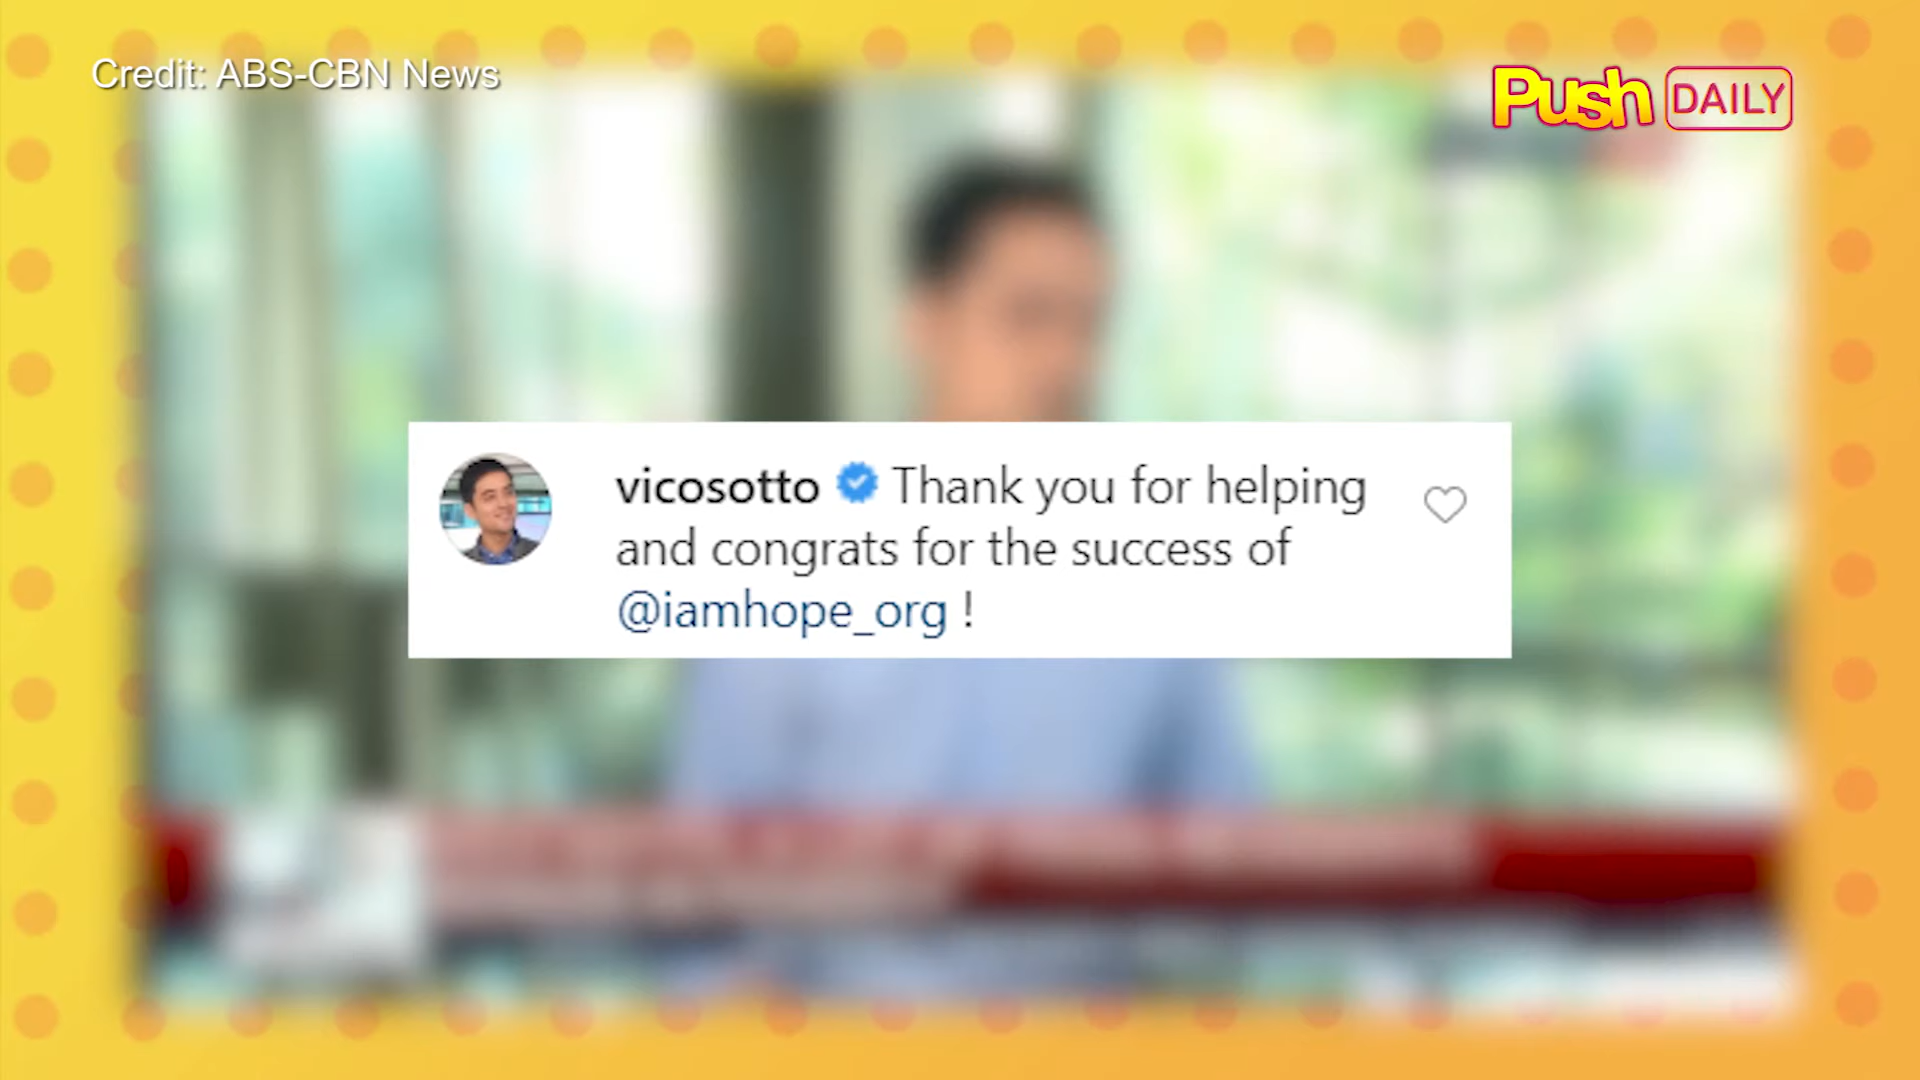 Credit: ABS-CBN News
Push DAILY
vicosotto Thank you for helping
and congrats for the success of
@iamhope_org !